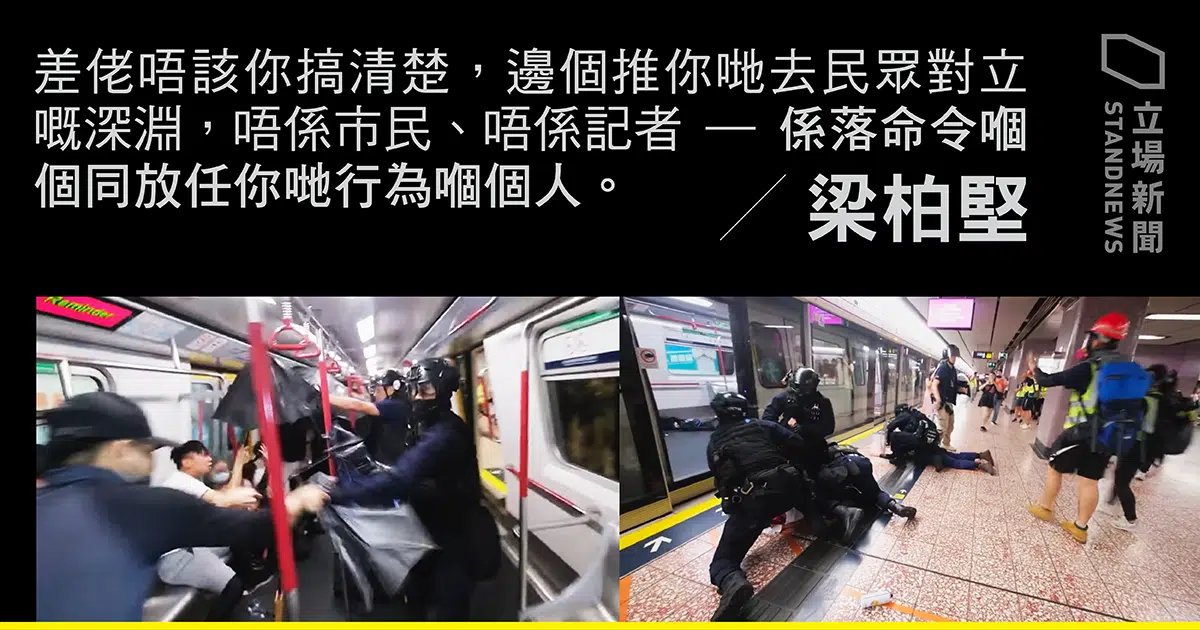 差佬唔該你搞清楚，邊個推你哋去民眾對立
嘅深淵，唔係市民、唔係記者 — 係落命令嗰
個同放任你哋行為嗰個人。
╱ 梁柏堅
立場新聞
STANDNEWS
Reminder